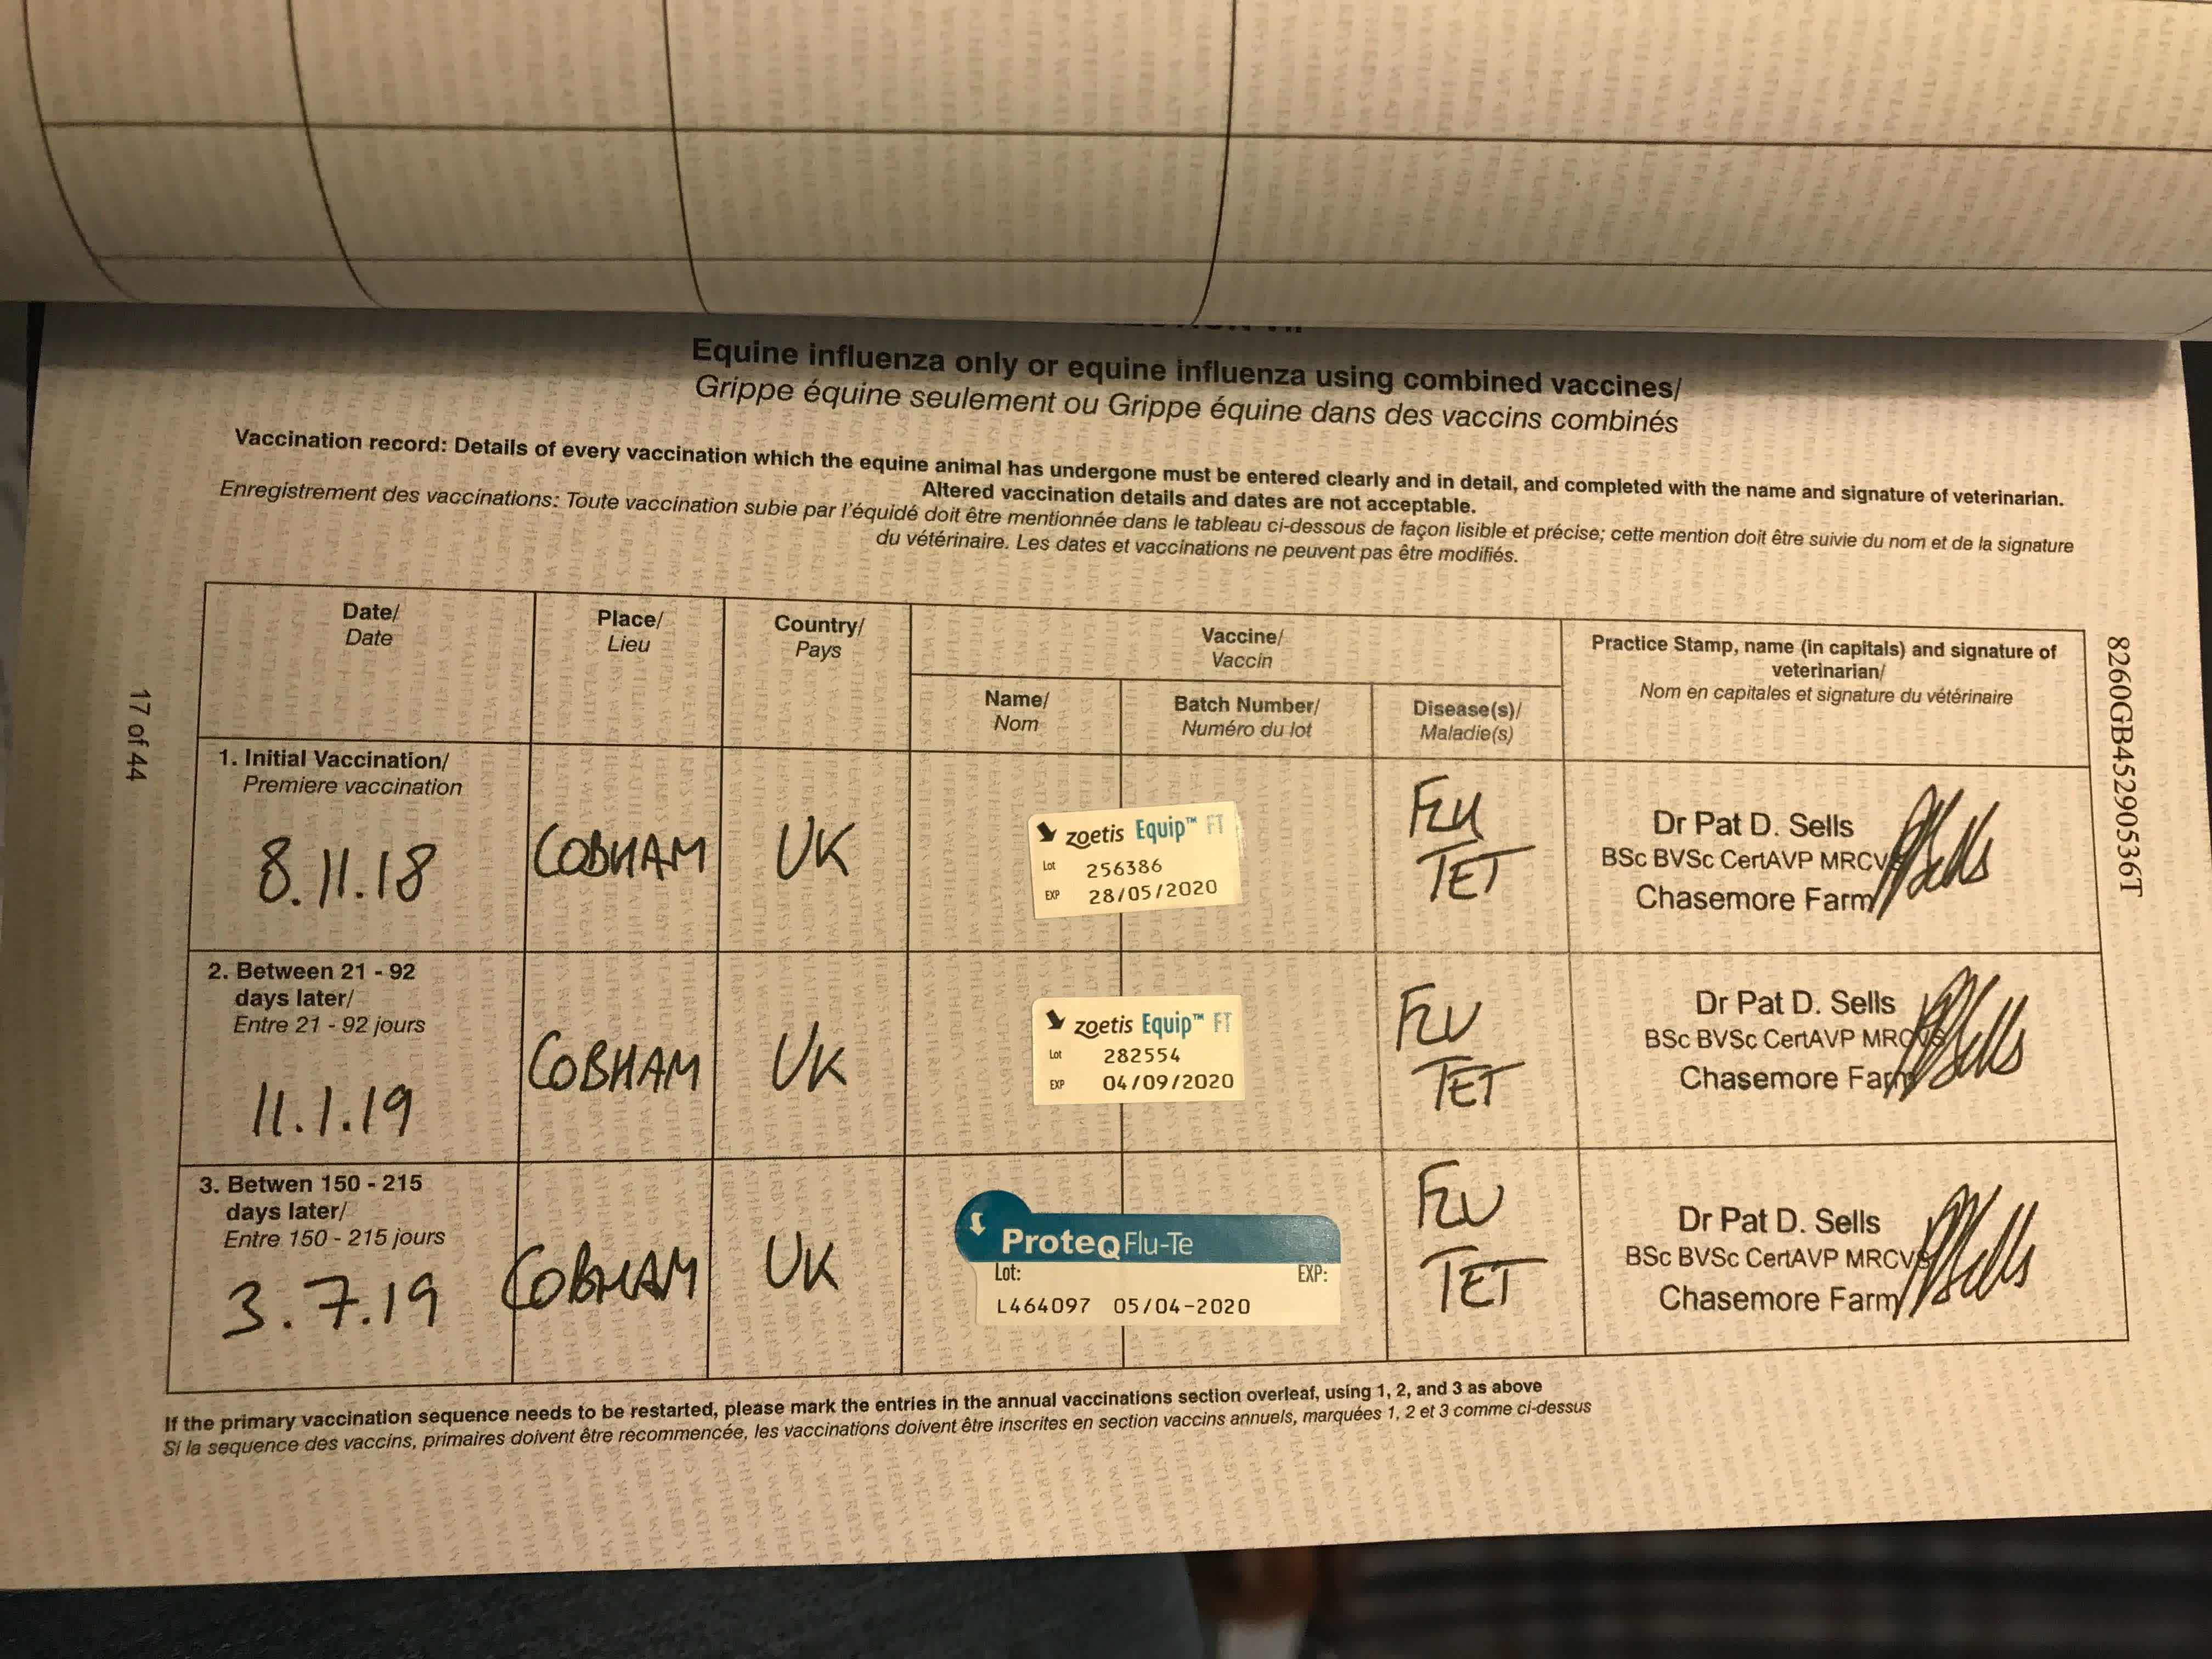 Equine influenza only or equine influenza using combined vaccines/
Grippe équine seulement ou Grippe équine dans des vaccins combinés
Vaccination record: Details of every vaccination which the equine animal has undergone must be entered clearly and in detail, and completed with the name and signature of veterinarian.
Altered vaccination details and dates are not acceptable.
Enregistrement des vaccinations: Toute vaccination subie par l'équidé doit être mentionnée dans le tableau ci-dessous de façon lisible et précise; cette mention doit être suivie du nom et de la signature
du vétérinaire. Les dates et vaccinations ne peuvent pas être modifiés.
Date/
Date
Place/
Lieu
Country/
Pays
Vaccine/
Vaccin
Name/
Nom
Batch Number/
Numéro du lot
Disease(s)/
Maladie(s)
Practice Stamp, name (in capitals) and signature of
veterinarian/
Nom en capitales et signature du vétérinaire
1. Initial Vaccination/
Premiere vaccination
8.11.18
COBHAM
UK
zoetis Equip™ FT
Lot 256386
EXP 28/05/2020
FLU
TET
Dr Pat D. Sells
BSc BVSc CertAVP MRCVS
Chasemore Farm
2. Between 21 - 92
days later/
Entre 21 - 92 jours
11.1.19
COBHAM
UK
zoetis Equip™ FT
Lot 282554
EXP 04/09/2020
FLU
TET
Dr Pat D. Sells
BSc BVSc CertAVP MRCVS
Chasemore Farm
3. Betwen 150 - 215
days later/
Entre 150 - 215 jours
3.7.19
COBHAM
UK
ProteqFlu-Te
Lot: EXP:
L464097 05/04-2020
FLU
TET
Dr Pat D. Sells
BSc BVSc CertAVP MRCVS
Chasemore Farm
If the primary vaccination sequence needs to be restarted, please mark the entries in the annual vaccinations section overleaf, using 1, 2, and 3 as above
Si la sequence des vaccins, primaires doivent être recommencée, les vaccinations doivent être inscrites en section vaccins annuels, marquées 1, 2 et 3 comme ci-dessus
17 of 44
8260GB45290536T